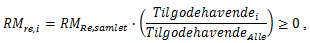 RM_{re,i} = RM_{Re,samlet} · (Tilgodehavende_i / Tilgodehavende_{Alle}) ≥ 0 ,